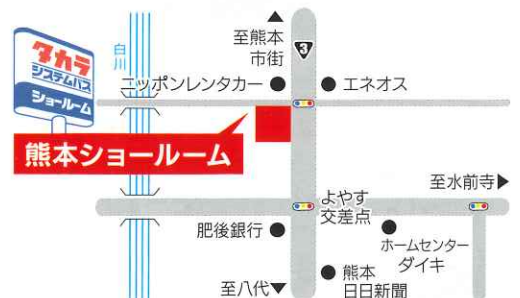 至熊本
市街
3
白川
タカラ
システムバス
ショールーム
ニッポンレンタカー
エネオス
熊本ショールーム
至水前寺
よやす
交差点
肥後銀行
ホームセンター
ダイキ
熊本
日日新聞
至八代